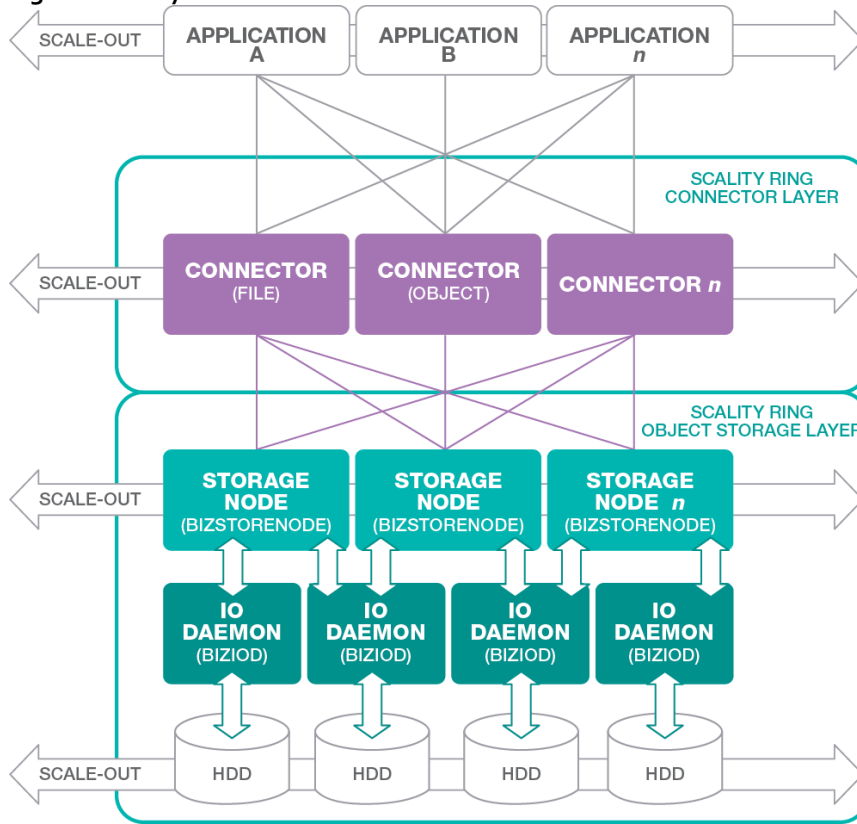 SCALE-OUT
APPLICATION
A
APPLICATION
B
APPLICATION
n
SCALITY RING
CONNECTOR LAYER
SCALE-OUT
CONNECTOR
(FILE)
CONNECTOR
(OBJECT)
CONNECTOR n
SCALITY RING
OBJECT STORAGE LAYER
SCALE-OUT
STORAGE
NODE
(BIZSTORENODE)
STORAGE
NODE
(BIZSTORENODE)
STORAGE
NODE n
(BIZSTORENODE)
IO
DAEMON
(BIZIOD)
IO
DAEMON
(BIZIOD)
IO
DAEMON
(BIZIOD)
IO
DAEMON
(BIZIOD)
SCALE-OUT
HDD
HDD
HDD
HDD